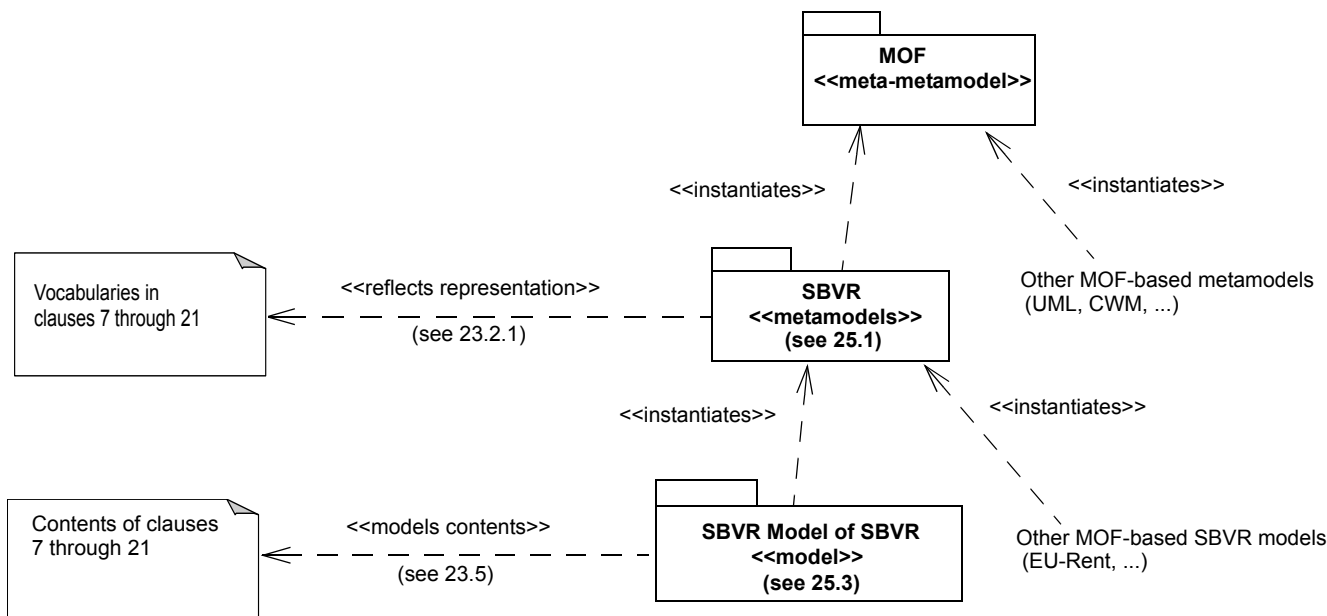 MOF
<<meta-metamodel>>
<<instantiates>>
<<instantiates>>
Vocabularies in
clauses 7 through 21
<<reflects representation>>
(see 23.2.1)
SBVR
<<metamodels>>
(see 25.1)
Other MOF-based metamodels
(UML, CWM, ...)
<<instantiates>>
<<instantiates>>
Contents of clauses
7 through 21
<<models contents>>
(see 23.5)
SBVR Model of SBVR
<<model>>
(see 25.3)
Other MOF-based SBVR models
(EU-Rent, ...)